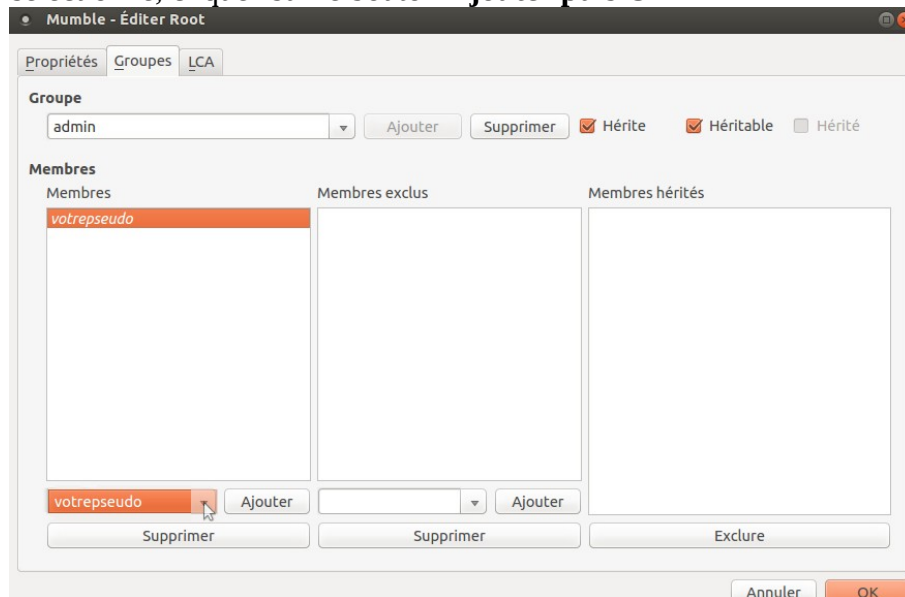 Mumble - Éditer Root
Propriétés Groupes LCA
Groupe
admin Ajouter Supprimer Hérite Héritable Hérité
Membres
Membres Membres exclus Membres hérités
votrepseudo
votrepseudo Ajouter Ajouter
Supprimer Supprimer Exclure
Annuler OK